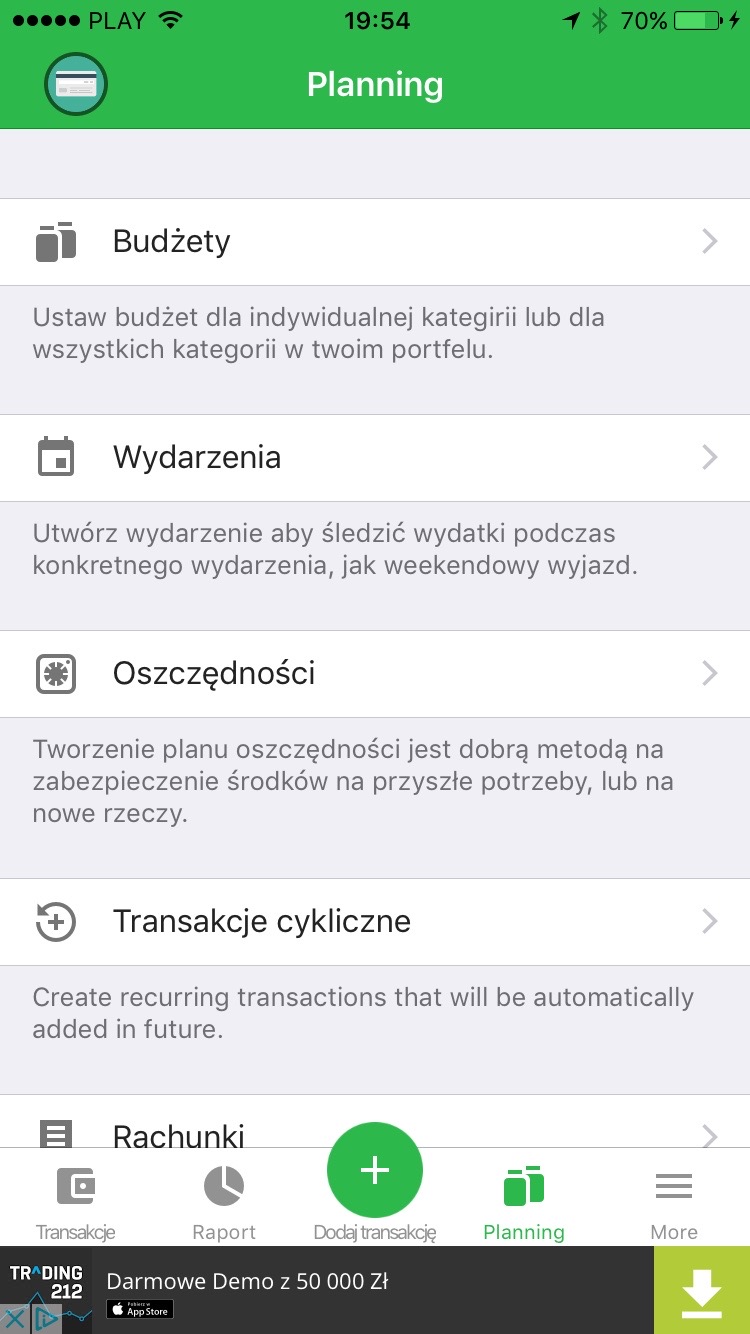 PLAY 19:54 70%
Planning
Budżety
Ustaw budżet dla indywidualnej kategirii lub dla
wszystkich kategorii w twoim portfelu.
Wydarzenia
Utwórz wydarzenie aby śledzić wydatki podczas
konkretnego wydarzenia, jak weekendowy wyjazd.
Oszczędności
Tworzenie planu oszczędności jest dobrą metodą na
zabezpieczenie środków na przyszłe potrzeby, lub na
nowe rzeczy.
Transakcje cykliczne
Create recurring transactions that will be automatically
added in future.
Rachunki
Transakcje Raport Dodaj transakcję Planning More
TRADING
212
Darmowe Demo z 50 000 Zł
Pobierz w
App Store